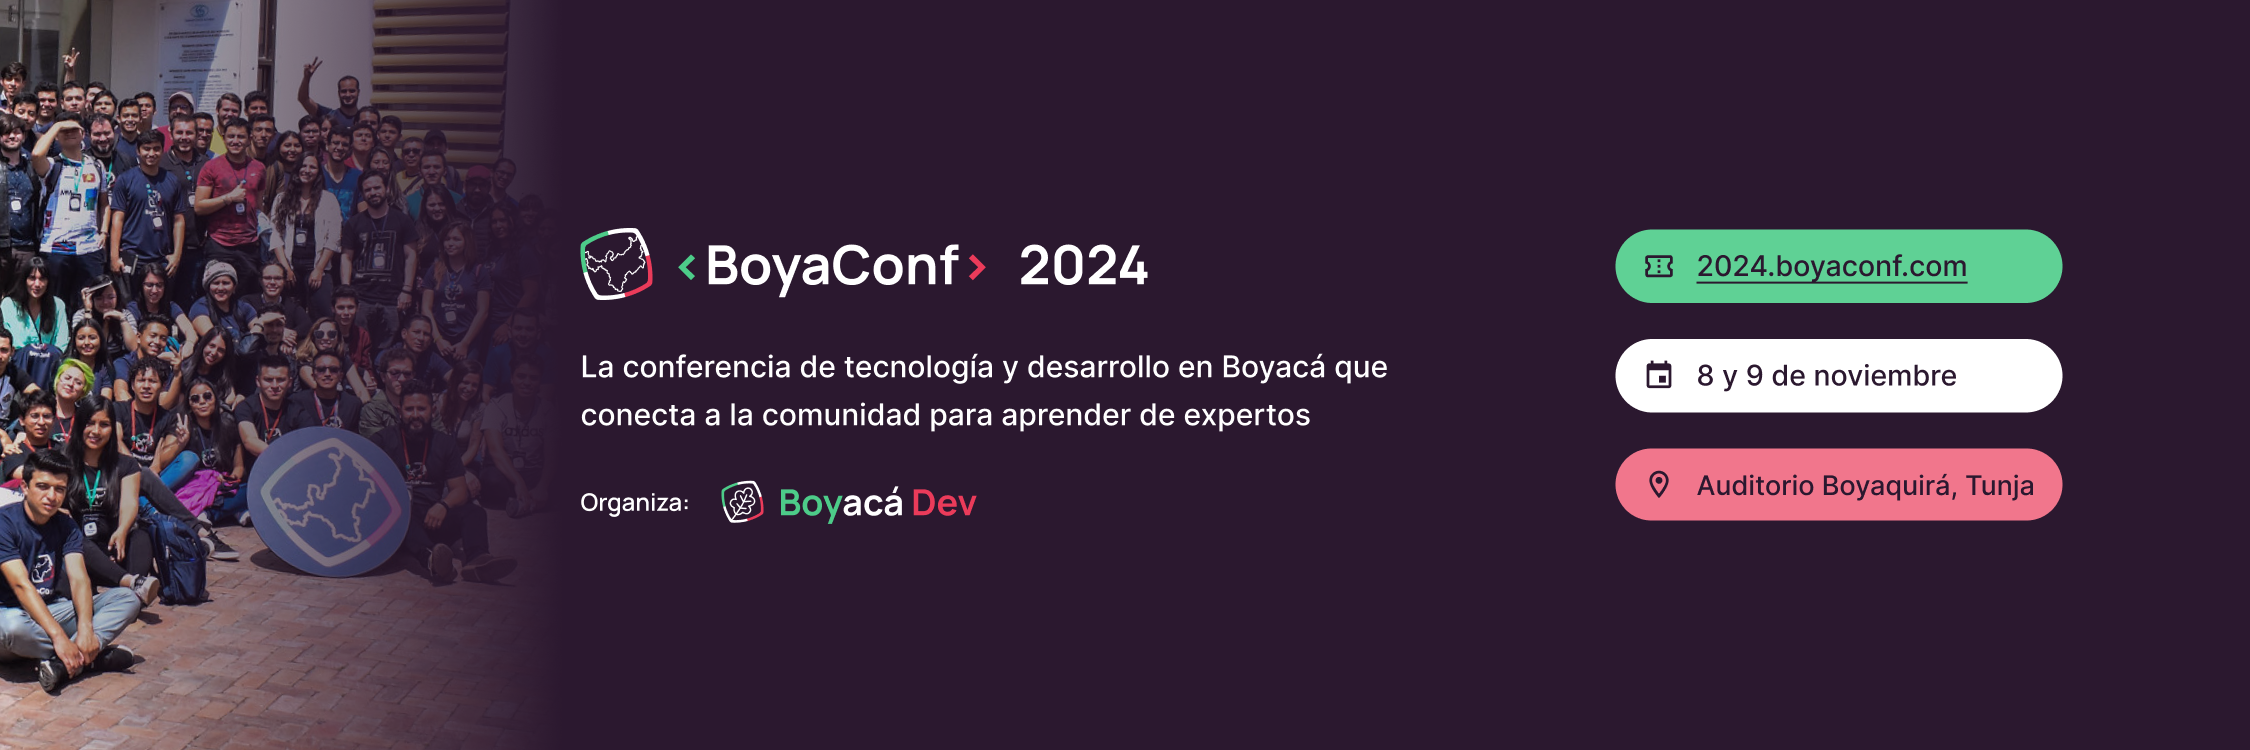 <BoyaConf> 2024
La conferencia de tecnología y desarrollo en Boyacá que
conecta a la comunidad para aprender de expertos
Organiza: Boyacá Dev
2024.boyaconf.com
8 y 9 de noviembre
Auditorio Boyaquirá, Tunja